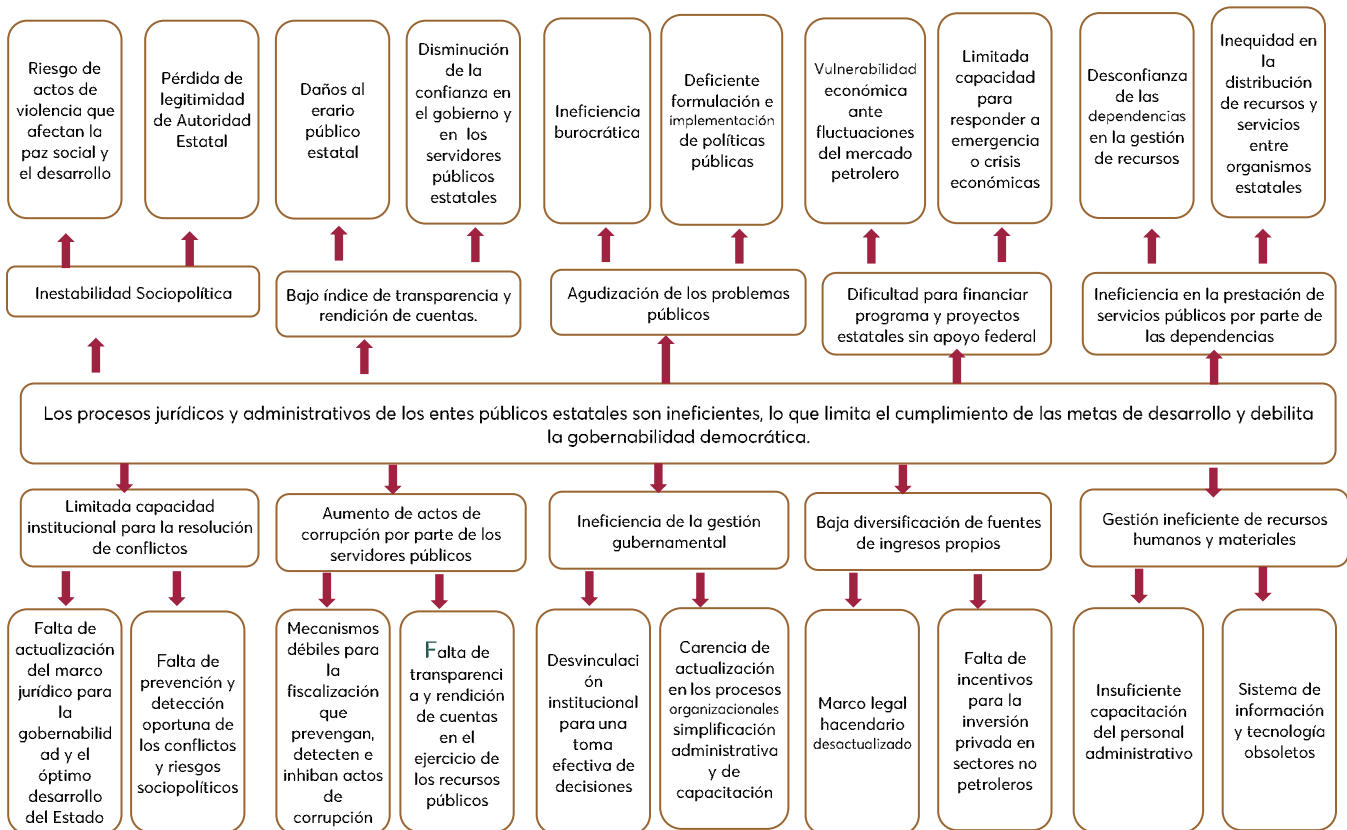 Riesgo de
actos de
violencia que
afectan la
paz social y
el desarrollo
Pérdida de
legitimidad
de Autoridad
Estatal
Daños al
erario
público
estatal
Disminución
de la
confianza en
el gobierno y
en los
servidores
públicos
estatales
Ineficiencia
burocrática
Deficiente
formulación e
implementación
de políticas
públicas
Vulnerabilidad
económica
ante
fluctuaciones
del mercado
petrolero
Limitada
capacidad
para
responder a
emergencia
o crisis
económicas
Desconfianza
de las
dependencias
en la gestión
de recursos
Inequidad en
la
distribución
de recursos y
servicios
entre
organismos
estatales
Inestabilidad Sociopolítica
Bajo índice de transparencia y
rendición de cuentas.
Agudización de los problemas
públicos
Dificultad para financiar
programa y proyectos
estatales sin apoyo federal
Ineficiencia en la prestación de
servicios públicos por parte de
las dependencias
Los procesos jurídicos y administrativos de los entes públicos estatales son ineficientes, lo que limita el cumplimiento de las metas de desarrollo y debilita
la gobernabilidad democrática.
Limitada capacidad
institucional para la resolución
de conflictos
Aumento de actos de
corrupción por parte de los
servidores públicos
Ineficiencia de la gestión
gubernamental
Baja diversificación de fuentes
de ingresos propios
Gestión ineficiente de recursos
humanos y materiales
Falta de
actualización
del marco
jurídico para
la
gobernabilid
ad y el óptimo
desarrollo
del Estado
Falta de
prevención y
detección
oportuna de
los conflictos
y riesgos
sociopolíticos
Mecanismos
débiles para
la
fiscalización
que
prevengan,
detecten e
inhiban actos
de
corrupción
Falta de
transparenci
a y rendición
de cuentas
en el
ejercicio de
los recursos
públicos
Desvinculaci
ón
institucional
para una
toma
efectiva de
decisiones
Carencia de
actualización
en los procesos
organizacionales
simplificación
administrativa
y de
capacitación
Marco legal
hacendario
desactualizado
Falta de
incentivos
para la
inversión
privada en
sectores no
petroleros
Insuficiente
capacitación
del personal
administrativo
Sistema de
información
y tecnología
obsoletos